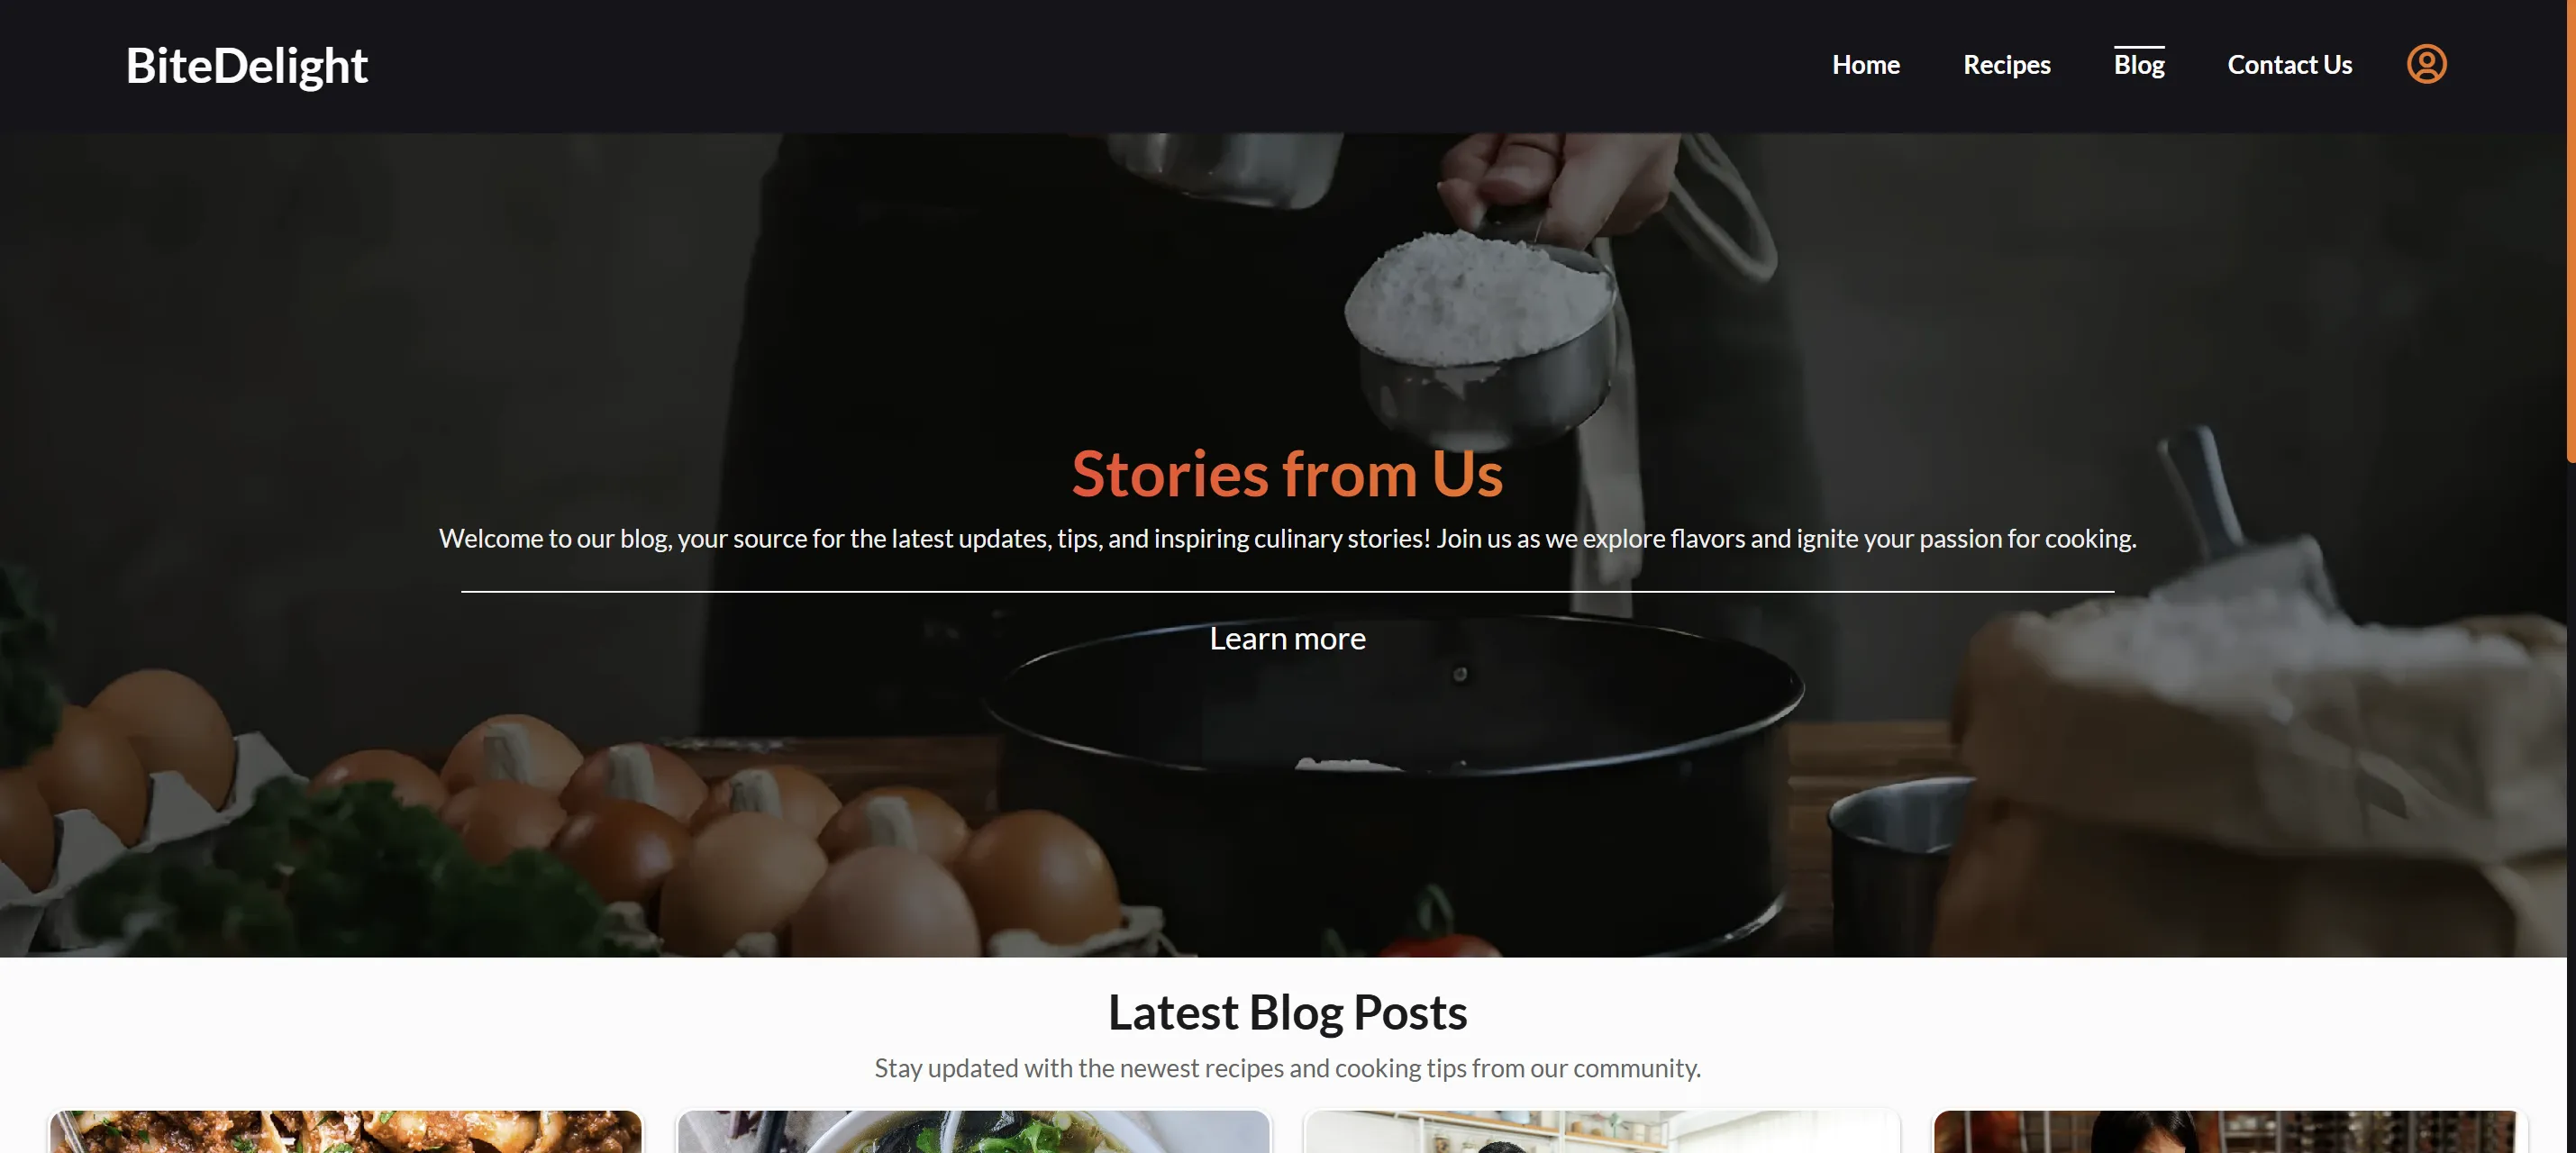 BiteDelight
Home Recipes Blog Contact Us
Stories from Us
Welcome to our blog, your source for the latest updates, tips, and inspiring culinary stories! Join us as we explore flavors and ignite your passion for cooking.
Learn more
Latest Blog Posts
Stay updated with the newest recipes and cooking tips from our community.